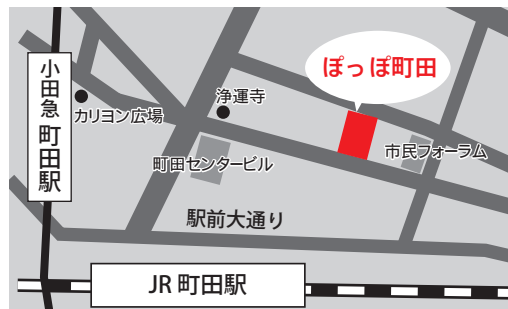 ぽっぽ町田
小田急 町田駅
カリヨン広場
浄運寺
町田センタービル
市民フォーラム
駅前大通り
JR 町田駅